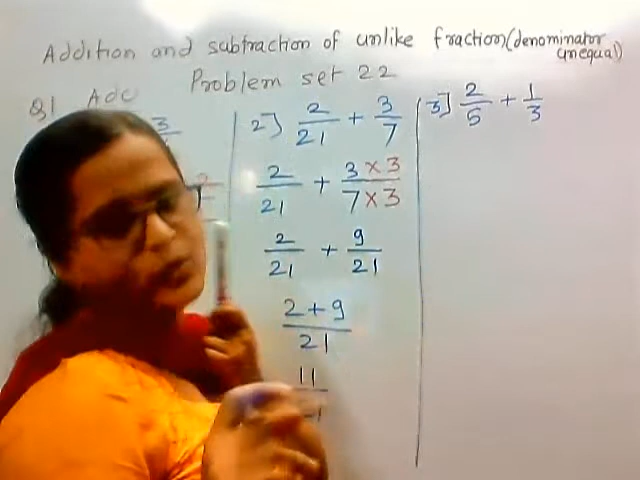 Addition and subtraction of unlike fraction (denominator unequal)
Problem set 22
Q1 Add
2] 2/21 + 3/7
2/21 + 3 × 3/7 × 3
2/21 + 9/21
2 + 9/21
11
3] 2/5 + 1/3